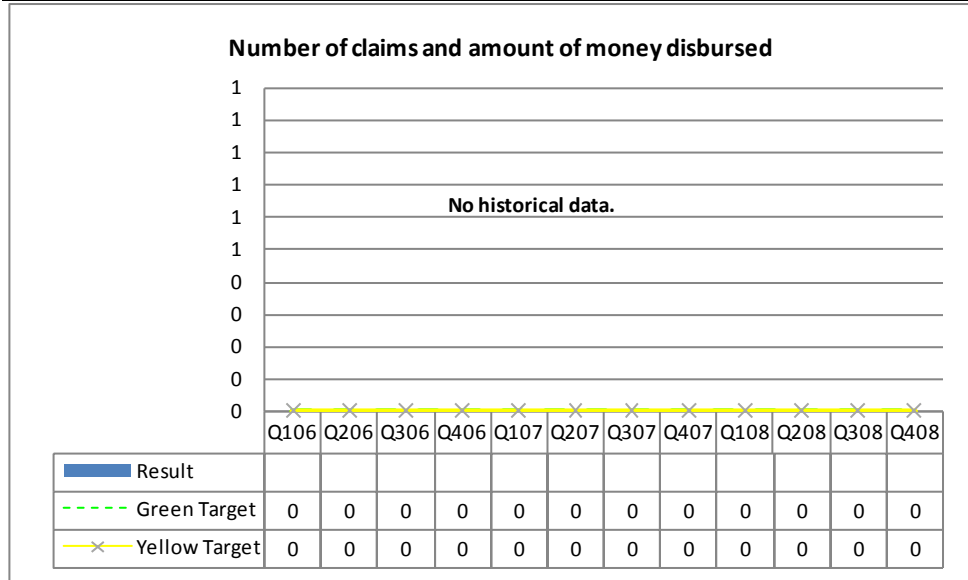 Number of claims and amount of money disbursed
1
1
1
1
No historical data.
1
1
0
0
0
0
0
Q106 Q206 Q306 Q406 Q107 Q207 Q307 Q407 Q108 Q208 Q308 Q408
Result
Green Target 0 0 0 0 0 0 0 0 0 0 0 0
Yellow Target 0 0 0 0 0 0 0 0 0 0 0 0